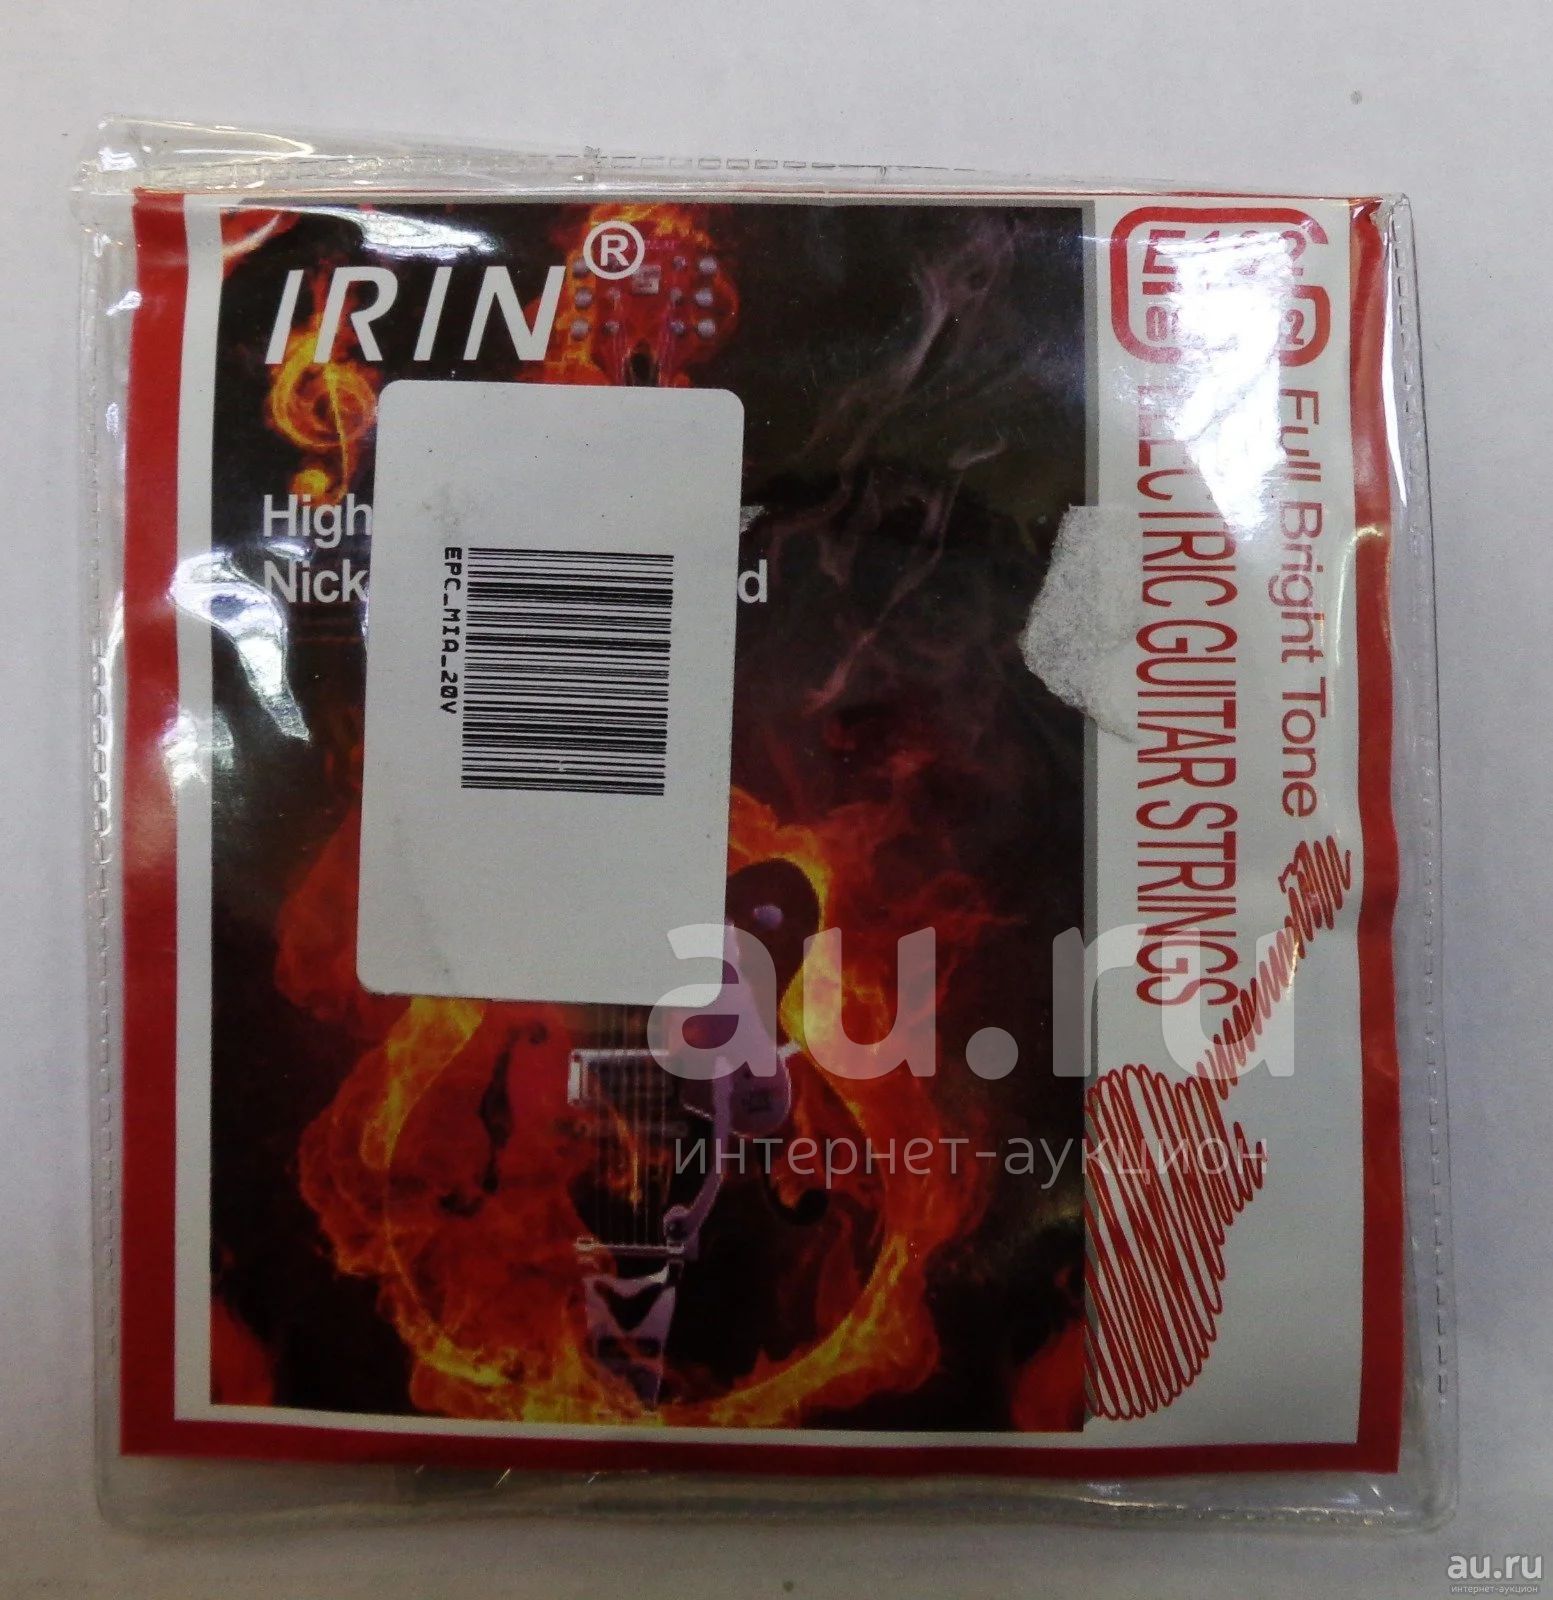 IRIN®
High
Nick d
EPC_MIA_20V
Full Bright Tone
ELECTRIC GUITAR STRINGS
au.ru
интернет-аукцион
au.ru
интернет-аукцион